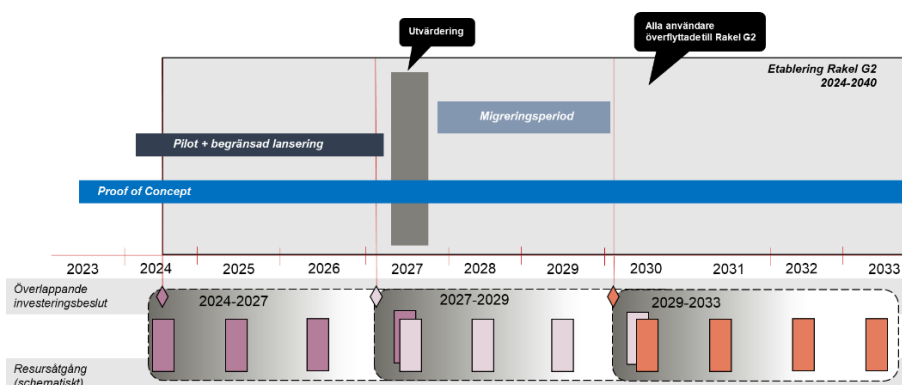 Utvärdering
Alla användare
överflyttade till Rakel G2
Etablering Rakel G2
2024-2040
Migreringsperiod
Pilot + begränsad lansering
Proof of Concept
2023
2024
2025
2026
2027
2028
2029
2030
2031
2032
2033
Överlappande
investeringsbeslut
2024-2027
2027-2029
2029-2033
Resursåtgång
(schematiskt)